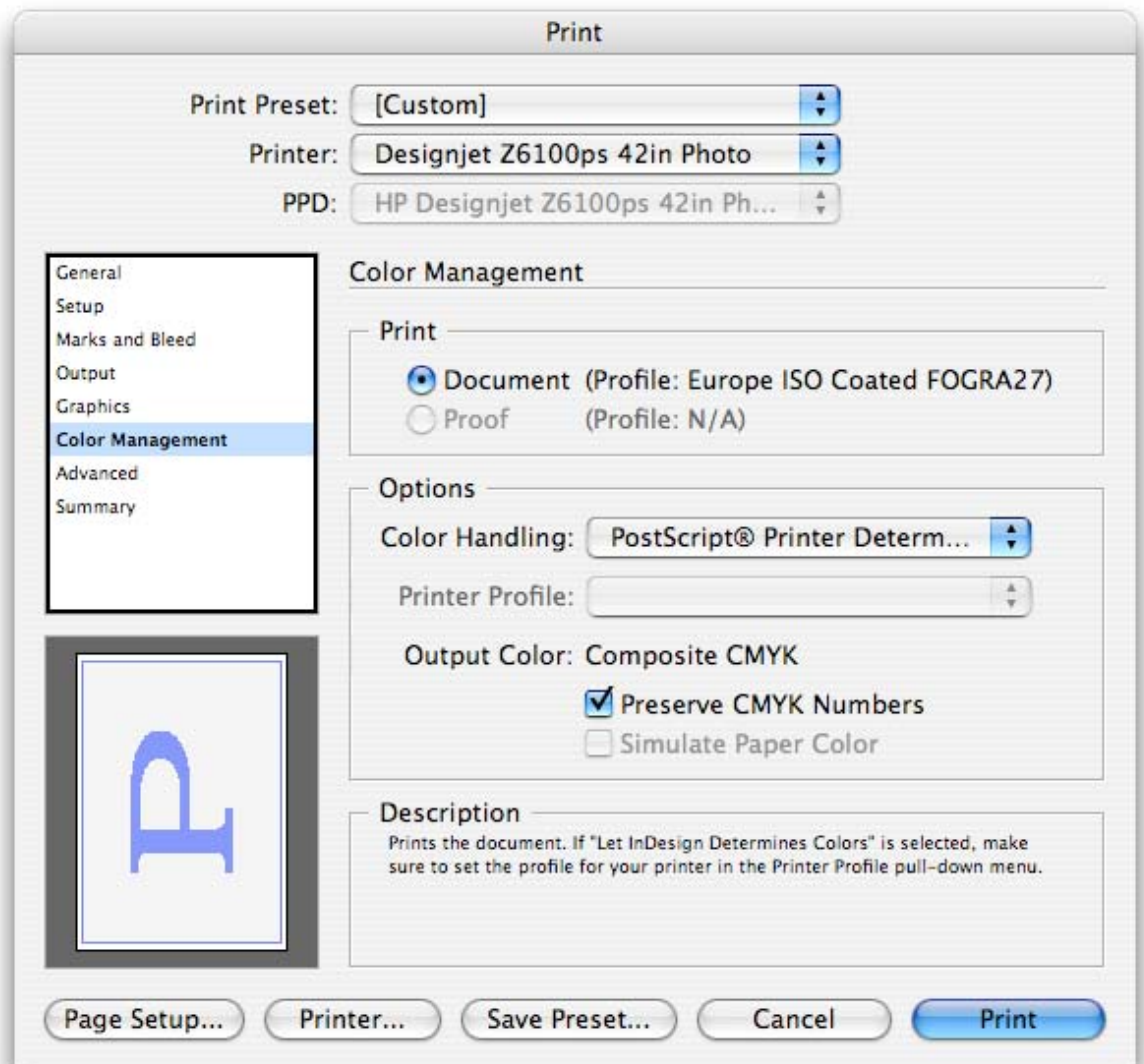 Print
Print Preset: [Custom]
Printer: Designjet Z6100ps 42in Photo
PPD: HP Designjet Z6100ps 42in Ph...
General
Setup
Marks and Bleed
Output
Graphics
Color Management
Advanced
Summary
Color Management
Print
Document (Profile: Europe ISO Coated FOGRA27)
Proof (Profile: N/A)
Options
Color Handling: PostScript® Printer Determ...
Printer Profile:
Output Color: Composite CMYK
Preserve CMYK Numbers
Simulate Paper Color
P
Description
Prints the document. If "Let InDesign Determines Colors" is selected, make
sure to set the profile for your printer in the Printer Profile pull-down menu.
Page Setup... Printer... Save Preset... Cancel Print